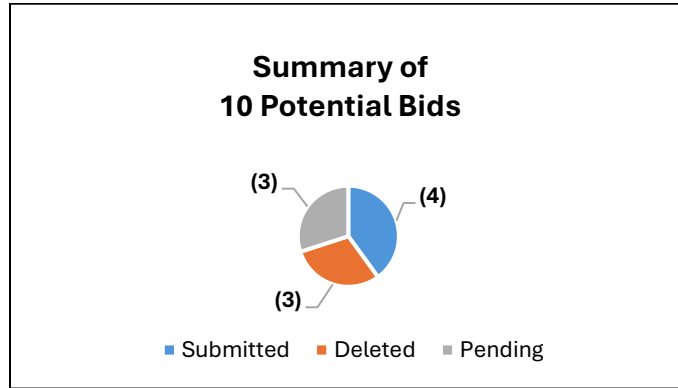 Summary of
10 Potential Bids
(3)
(4)
(3)
Submitted
Deleted
Pending